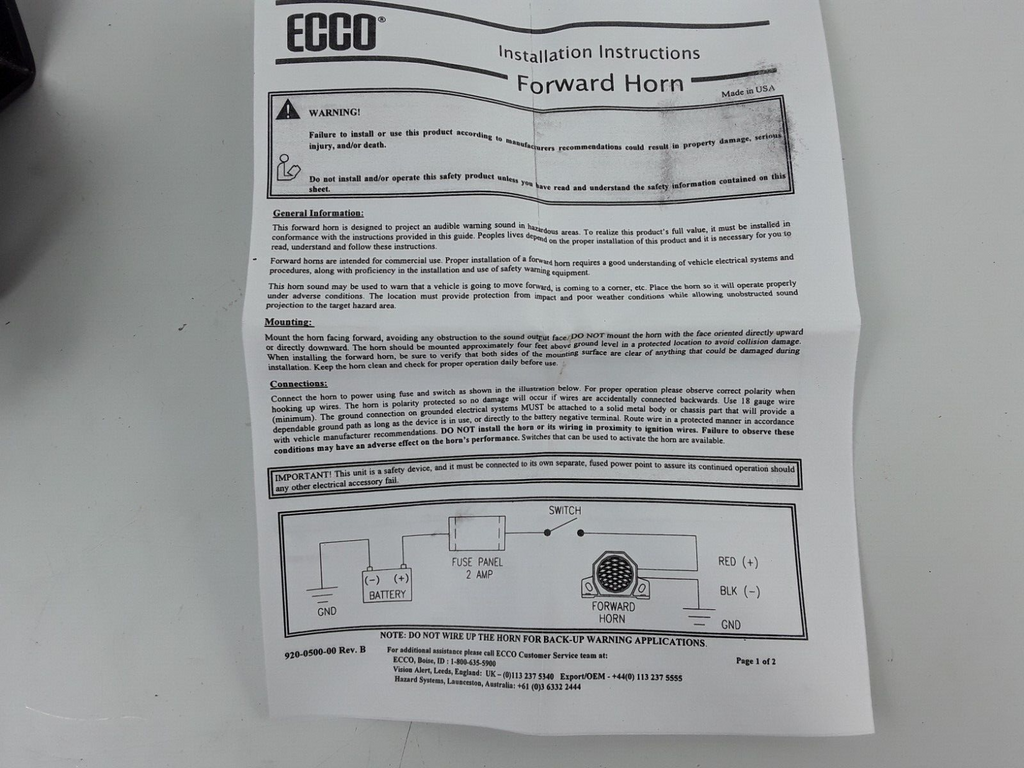 ECCO®
Installation Instructions
Forward Horn
Made in USA
WARNING!
Failure to install or use this product according to manufacturers recommendations could result in property damage, serious
injury, and/or death.
Do not install and/or operate this safety product unless you have read and understand the safety information contained on this
sheet.
General Information:
This forward horn is designed to project an audible warning sound in hazardous areas. To realize this product's full value, it must be installed in
conformance with the instructions provided in this guide. Peoples lives depend on the proper installation of this product and it is necessary for you to
read, understand and follow these instructions.
Forward horns are intended for commercial use. Proper installation of a forward horn requires a good understanding of vehicle electrical systems and
procedures, along with proficiency in the installation and use of safety warning equipment.
This horn sound may be used to warn that a vehicle is going to move forward, is coming to a corner, etc. Place the horn so it will operate properly
under adverse conditions. The location must provide protection from impact and poor weather conditions while allowing unobstructed sound
projection to the target hazard area.
Mounting:
Mount the horn facing forward, avoiding any obstruction to the sound output face. DO NOT mount the horn with the face oriented directly upward
or directly downward. The horn should be mounted approximately four feet above ground level in a protected location to avoid collision damage.
When installing the forward horn, be sure to verify that both sides of the mounting surface are clear of anything that could be damaged during
installation. Keep the horn clean and check for proper operation daily before use.
Connections:
Connect the horn to power using fuse and switch as shown in the illustration below. For proper operation please observe correct polarity when
hooking up wires. The horn is polarity protected so no damage will occur if wires are accidentally connected backwards. Use 18 gauge wire
(minimum). The ground connection on grounded electrical systems MUST be attached to a solid metal body or chassis part that will provide a
dependable ground path as long as the device is in use, or directly to the battery negative terminal. Route wire in a protected manner in accordance
with vehicle manufacturer recommendations. DO NOT install the horn or its wiring in proximity to ignition wires. Failure to observe these
conditions may have an adverse effect on the horn's performance. Switches that can be used to activate the horn are available.
IMPORTANT! This unit is a safety device, and it must be connected to its own separate, fused power point to assure its continued operation should
any other electrical accessory fail.
SWITCH
FUSE PANEL
2 AMP
RED (+)
(-) (+)
BATTERY
BLK (-)
GND
FORWARD
HORN
GND
NOTE: DO NOT WIRE UP THE HORN FOR BACK-UP WARNING APPLICATIONS.
920-0500-00 Rev. B
For additional assistance please call ECCO Customer Service team at:
ECCO, Boise, ID : 1-800-635-5900
Vision Alert, Leeds, England: UK – (0)113 237 5340 Export/OEM - +44(0) 113 237 5555
Hazard Systems, Launceston, Australia: +61 (0)3 6332 2444
Page 1 of 2